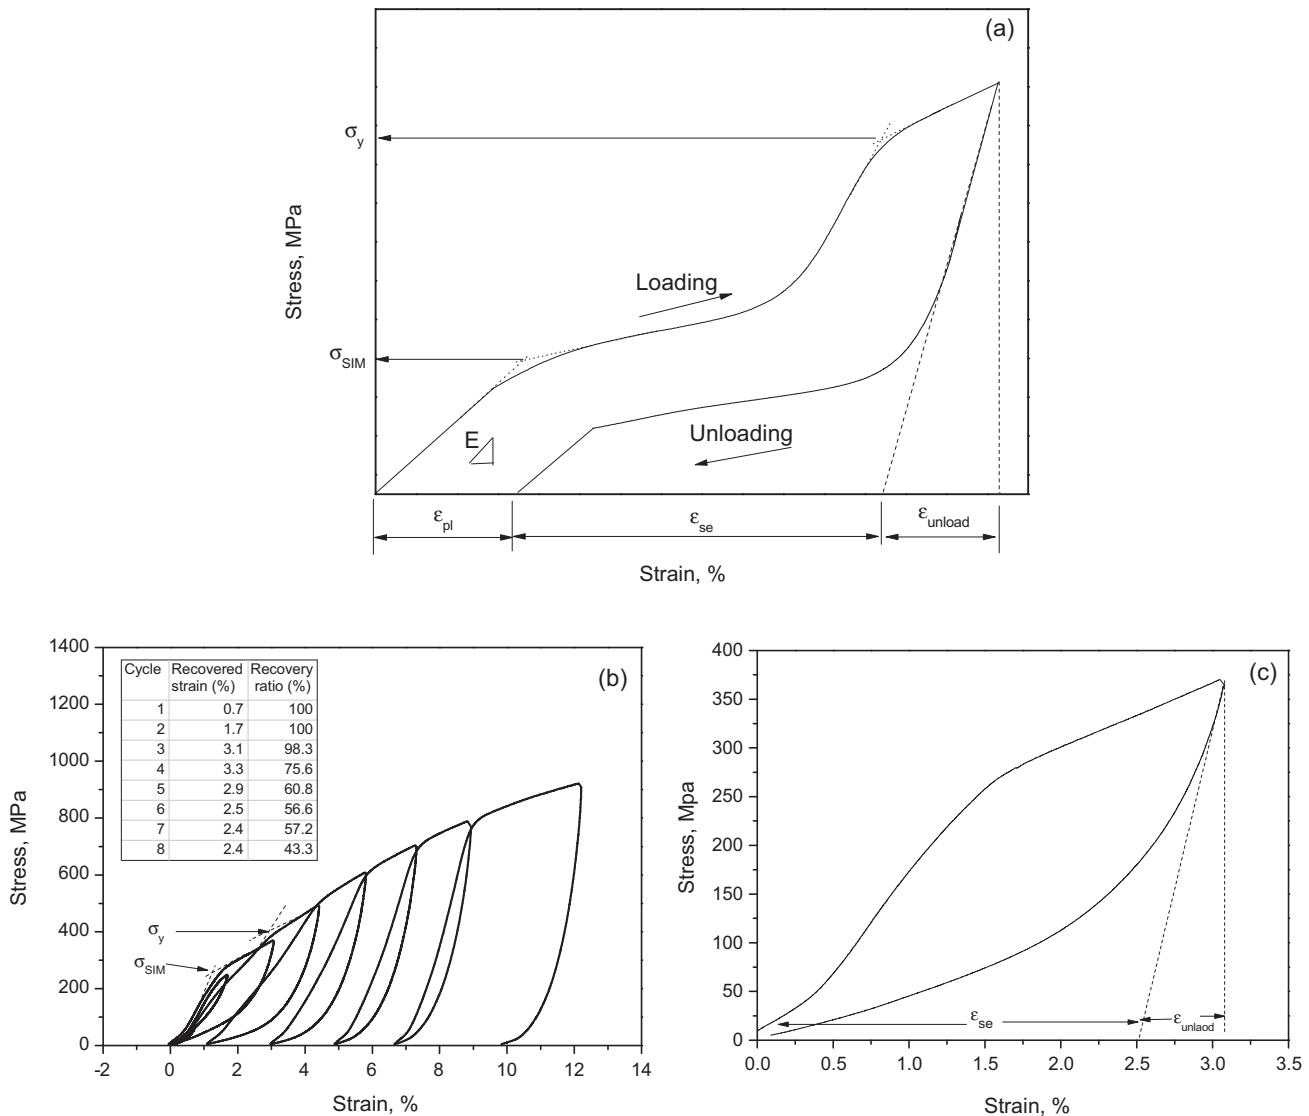 (a)
σy
Stress, MPa
Loading
σSIM
E
Unloading
εpl
εse
εunload
Strain, %
1400
1200
1000
800
600
400
200
0
Stress, MPa
(b)
Cycle Recovered strain (%) Recovery ratio (%)
1 0.7 100
2 1.7 100
3 3.1 98.3
4 3.3 75.6
5 2.9 60.8
6 2.5 56.6
7 2.4 57.2
8 2.4 43.3
σy
σSIM
-2 0 2 4 6 8 10 12 14
Strain, %
400
350
300
250
200
150
100
50
0
Stress, Mpa
(c)
εse
εunlaod
0.0 0.5 1.0 1.5 2.0 2.5 3.0 3.5
Strain, %